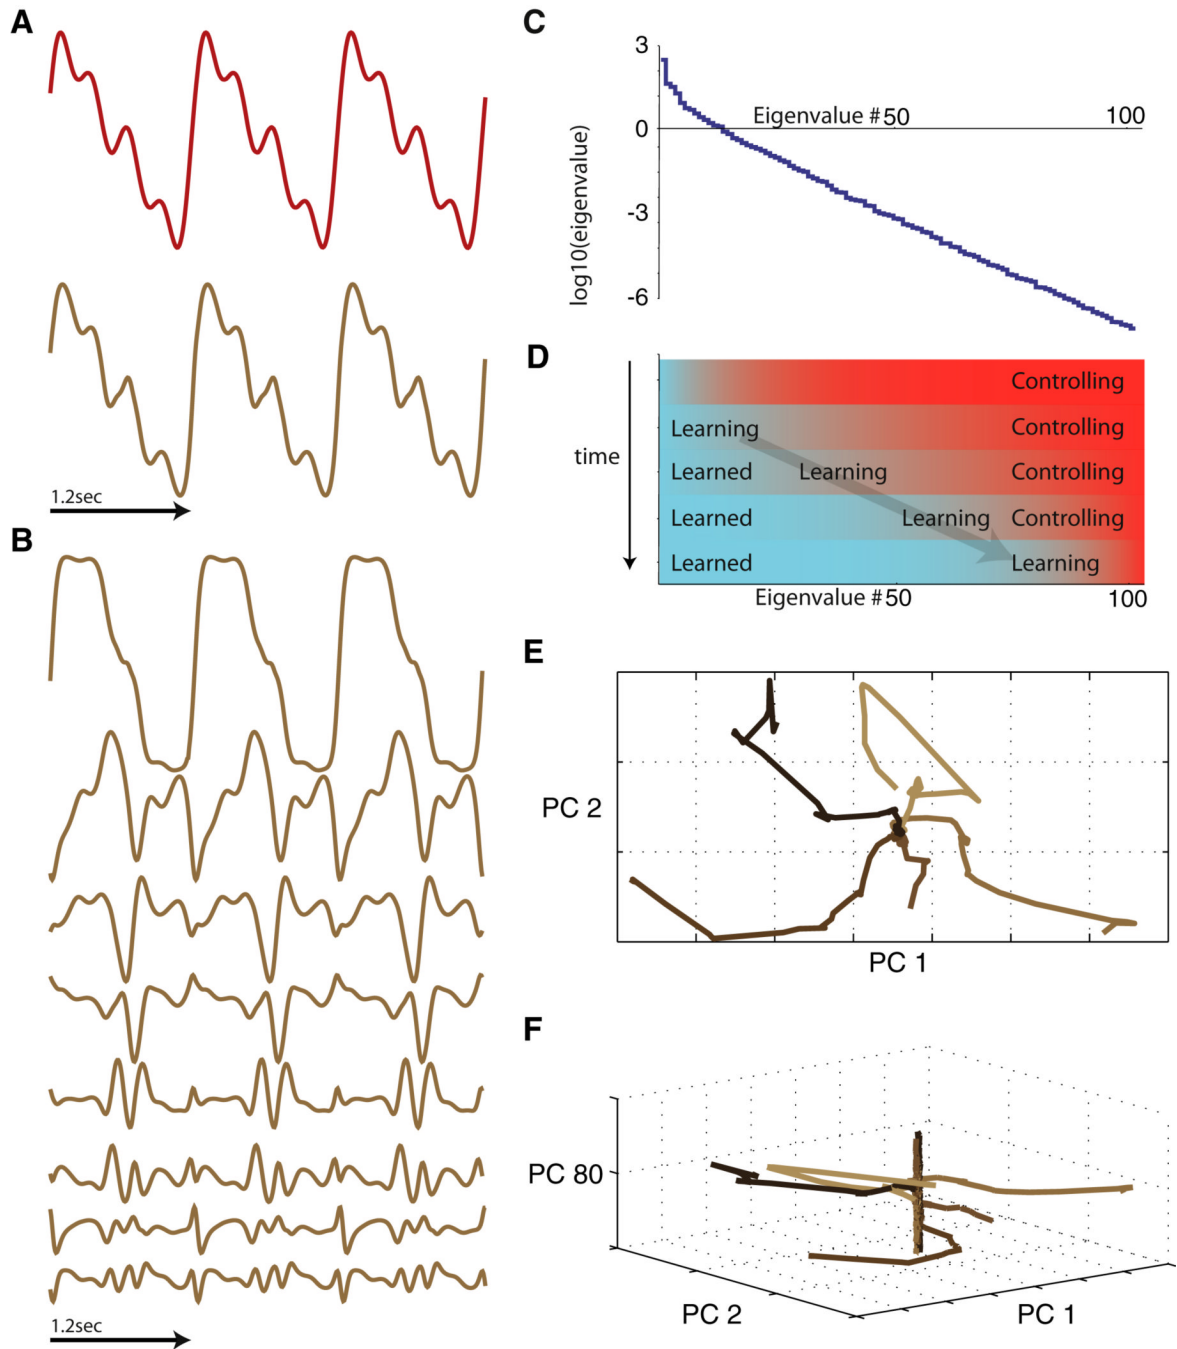 A
1.2sec
B
1.2sec
C
3
Eigenvalue #50
100
0
-3
-6
log10(eigenvalue)
D
time
Controlling
Learning
Controlling
Learned
Learning
Controlling
Learned
Learning
Controlling
Learned
Learning
Eigenvalue #50
100
E
PC 2
PC 1
F
PC 80
PC 2
PC 1